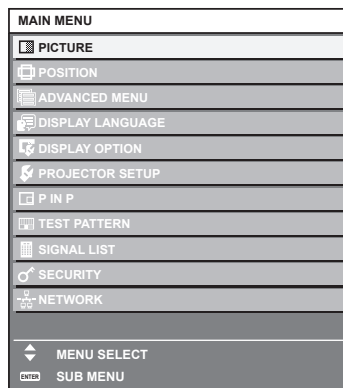 MAIN MENU
PICTURE
POSITION
ADVANCED MENU
DISPLAY LANGUAGE
DISPLAY OPTION
PROJECTOR SETUP
P IN P
TEST PATTERN
SIGNAL LIST
SECURITY
NETWORK
MENU SELECT
ENTER SUB MENU